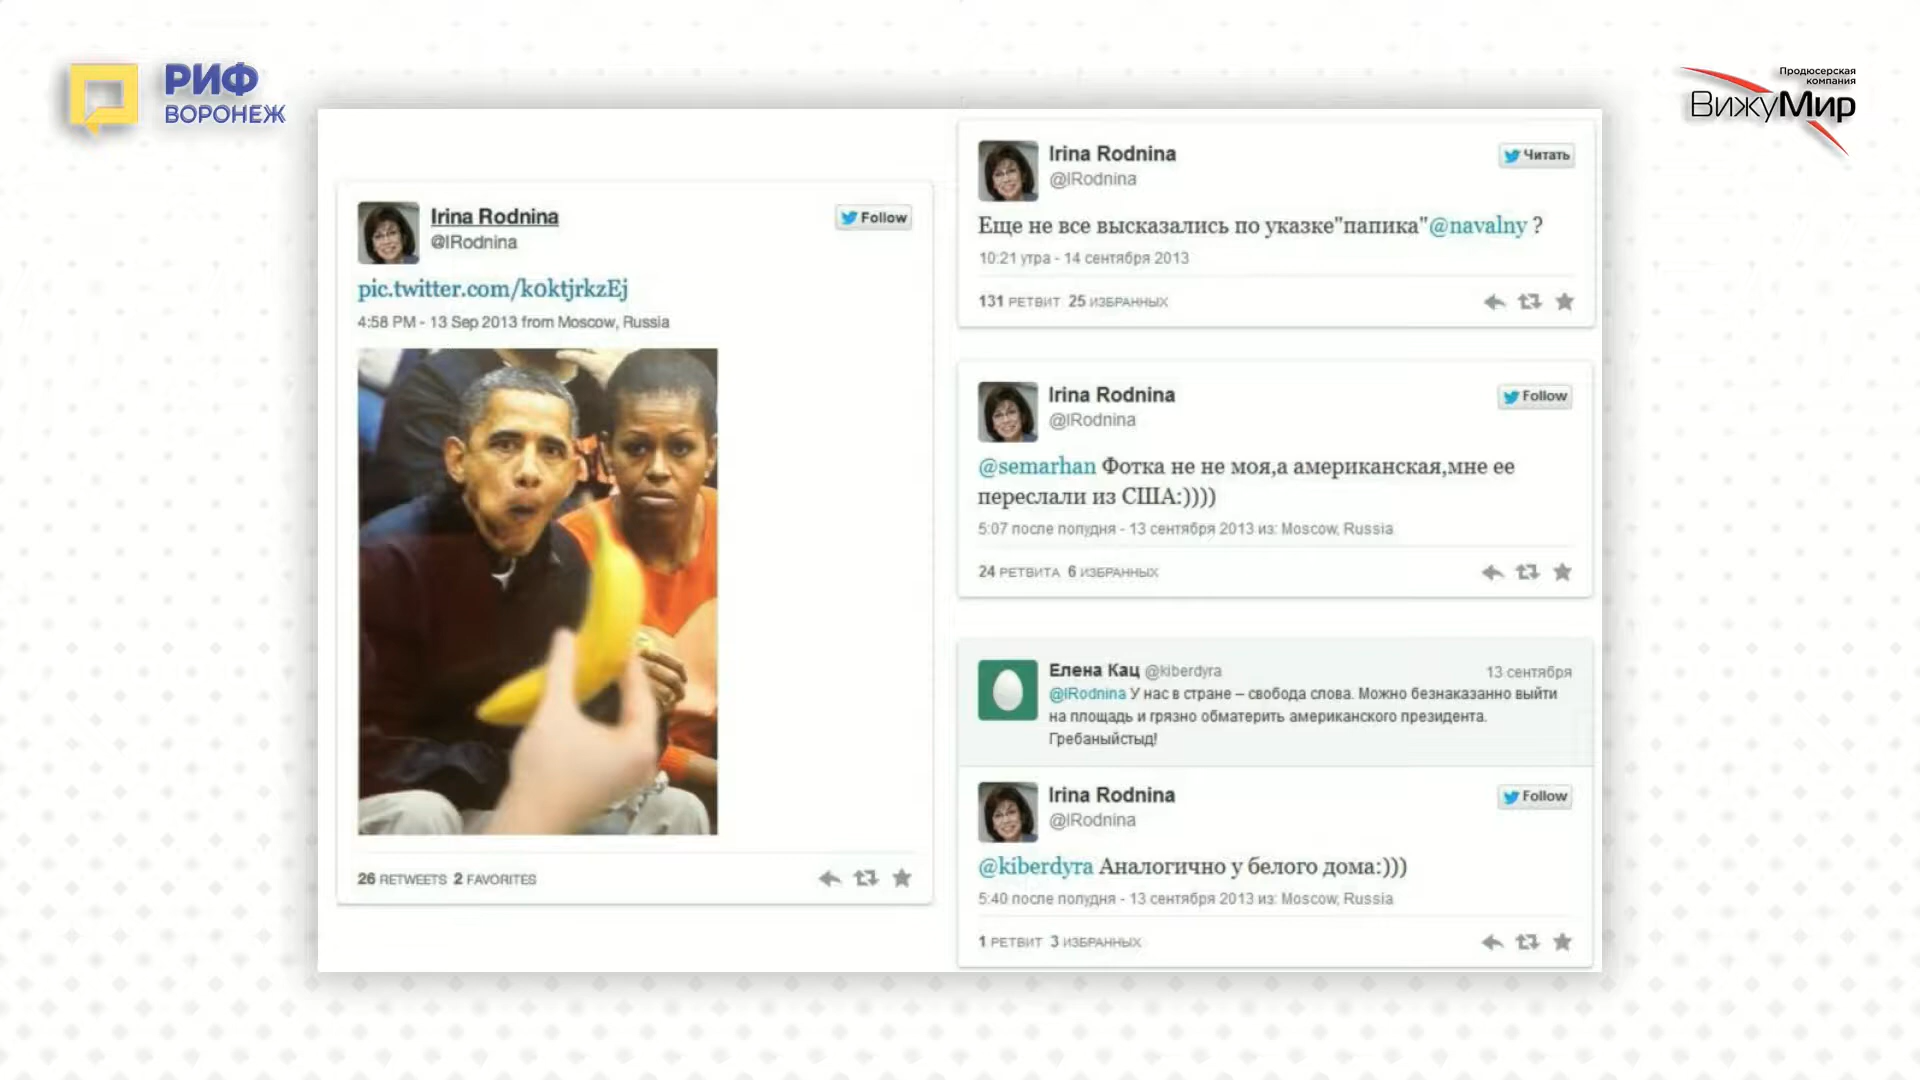 РИФ
ВОРОНЕЖ
Продюсерская
компания
ВижуМир
Irina Rodnina
@IRodnina
Follow
pic.twitter.com/k0ktjrkzEj
4:58 PM - 13 Sep 2013 from Moscow, Russia
26 RETWEETS 2 FAVORITES
Irina Rodnina
@IRodnina
Читать
Еще не все высказались по указке"папика"@navalny ?
10:21 утра - 14 сентября 2013
131 РЕТВИТ 25 ИЗБРАННЫХ
Irina Rodnina
@IRodnina
Follow
@semarhan Фотка не не моя,а американская,мне ее
переслали из США:))))
5:07 после полудня - 13 сентября 2013 из: Moscow, Russia
24 РЕТВИТА 6 ИЗБРАННЫХ
Елена Кац @kiberdyra 13 сентября
@IRodnina У нас в стране – свобода слова. Можно безнаказанно выйти
на площадь и грязно обматерить американского президента.
Гребаныйстыд!
Irina Rodnina
@IRodnina
Follow
@kiberdyra Аналогично у белого дома:)))
5:40 после полудня - 13 сентября 2013 из: Moscow, Russia
1 РЕТВИТ 3 ИЗБРАННЫХ